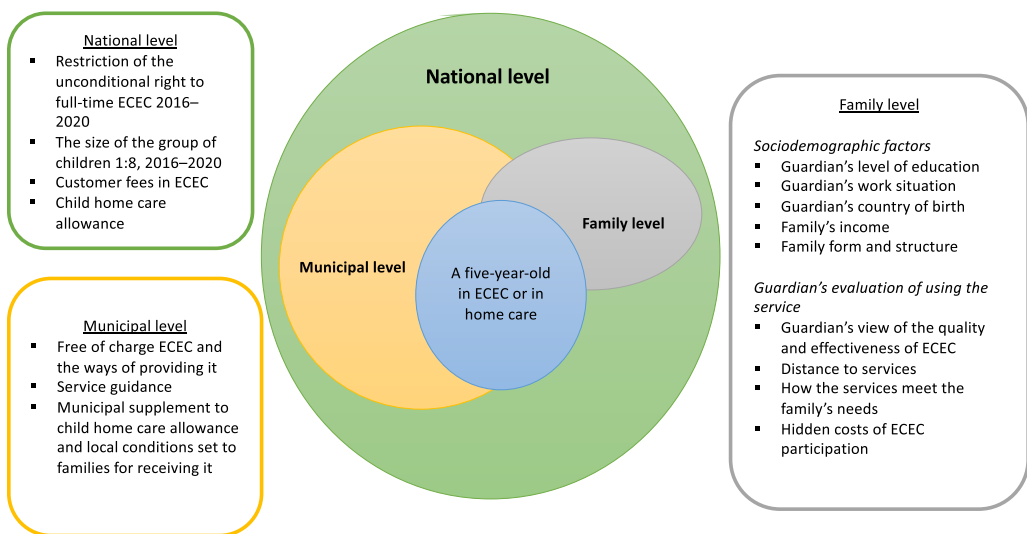 National level
▪ Restriction of the
unconditional right to
full-time ECEC 2016–
2020
▪ The size of the group of
children 1:8, 2016–2020
▪ Customer fees in ECEC
▪ Child home care
allowance
Municipal level
▪ Free of charge ECEC and
the ways of providing it
▪ Service guidance
▪ Municipal supplement to
child home care allowance
and local conditions set to
families for receiving it
National level
Municipal level
Family level
A five-year-old
in ECEC or in
home care
Family level
Sociodemographic factors
▪ Guardian’s level of education
▪ Guardian’s work situation
▪ Guardian’s country of birth
▪ Family’s income
▪ Family form and structure
Guardian’s evaluation of using the
service
▪ Guardian’s view of the quality
and effectiveness of ECEC
▪ Distance to services
▪ How the services meet the
family’s needs
▪ Hidden costs of ECEC
participation